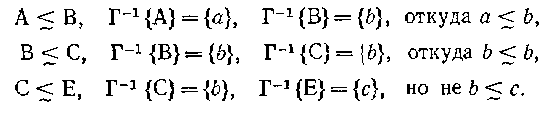 A ≲ B, Γ⁻¹ {A} = {a}, Γ⁻¹ {B} = {b}, откуда a ≲ b,
B ≲ C, Γ⁻¹ {B} = {b}, Γ⁻¹ {C} = {b}, откуда b ≲ b,
C ≲ E, Γ⁻¹ {C} = {b}, Γ⁻¹ {E} = {c}, но не b ≲ c.